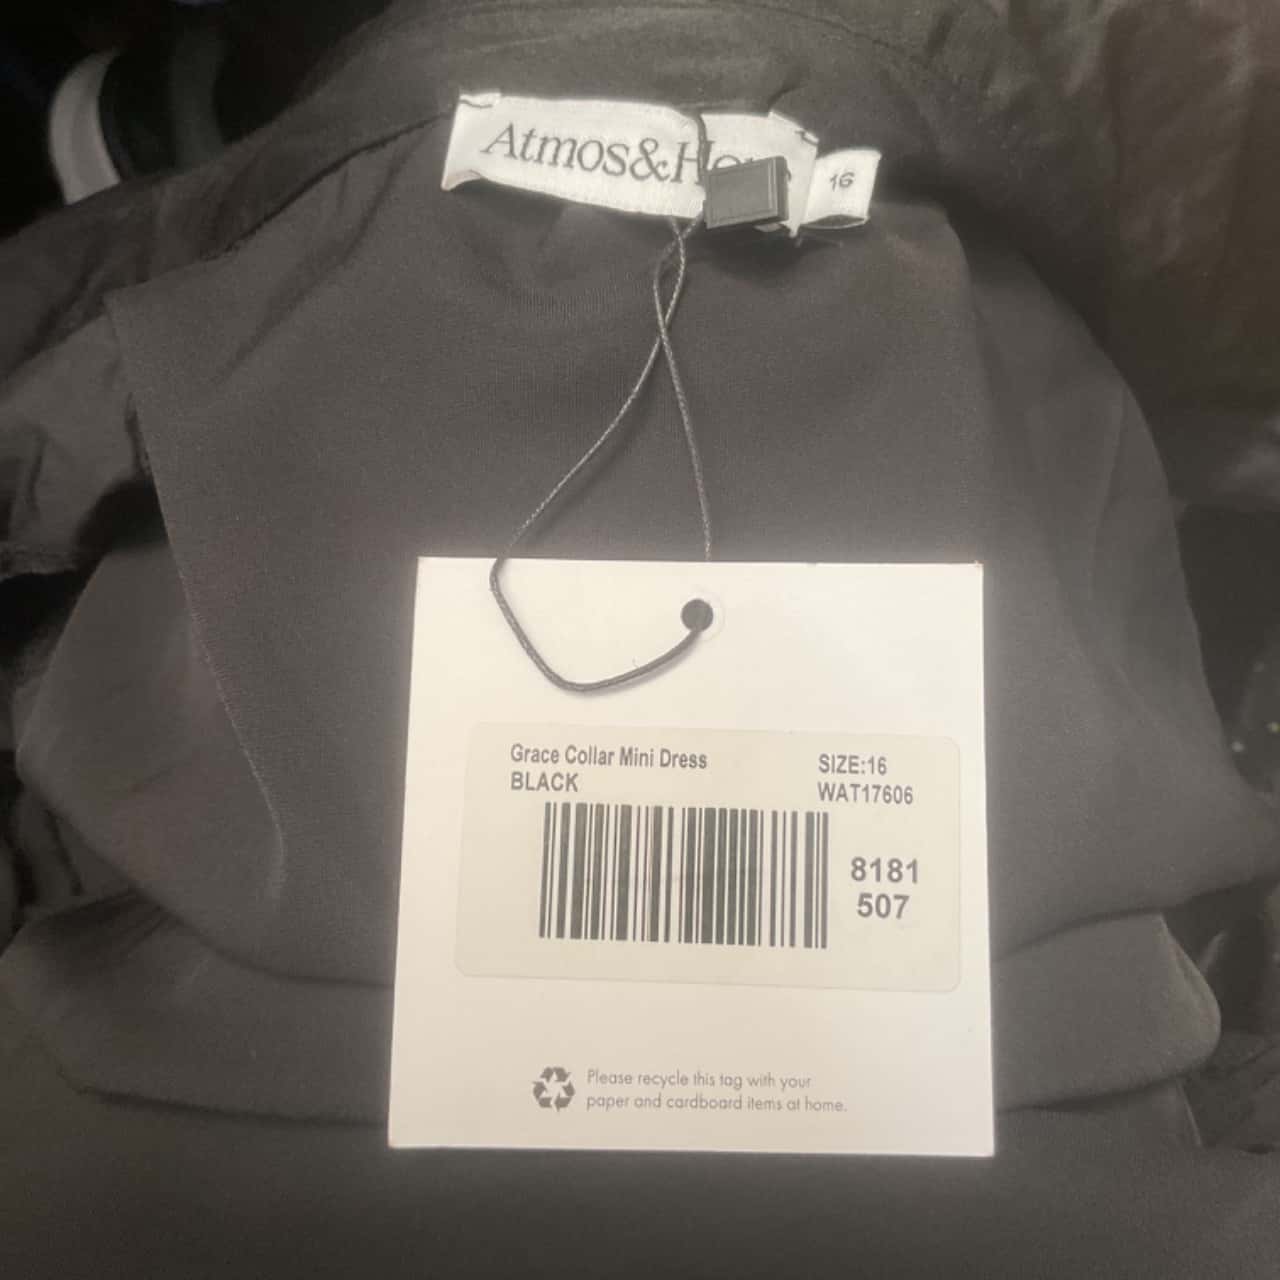 Atmos&
16
Grace Collar Mini Dress
BLACK
SIZE:16
WAT17606
8181
507
Please recycle this tag with your
paper and cardboard items at home.